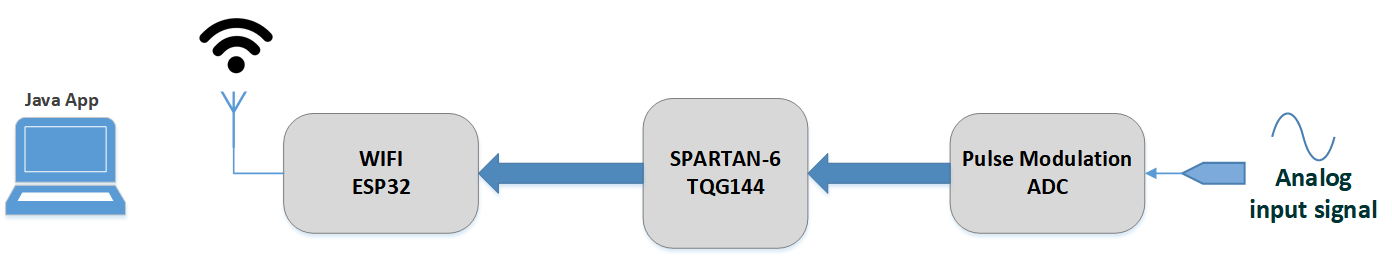 Java App
WIFI
ESP32
SPARTAN-6
TQG144
Pulse Modulation
ADC
Analog
input signal